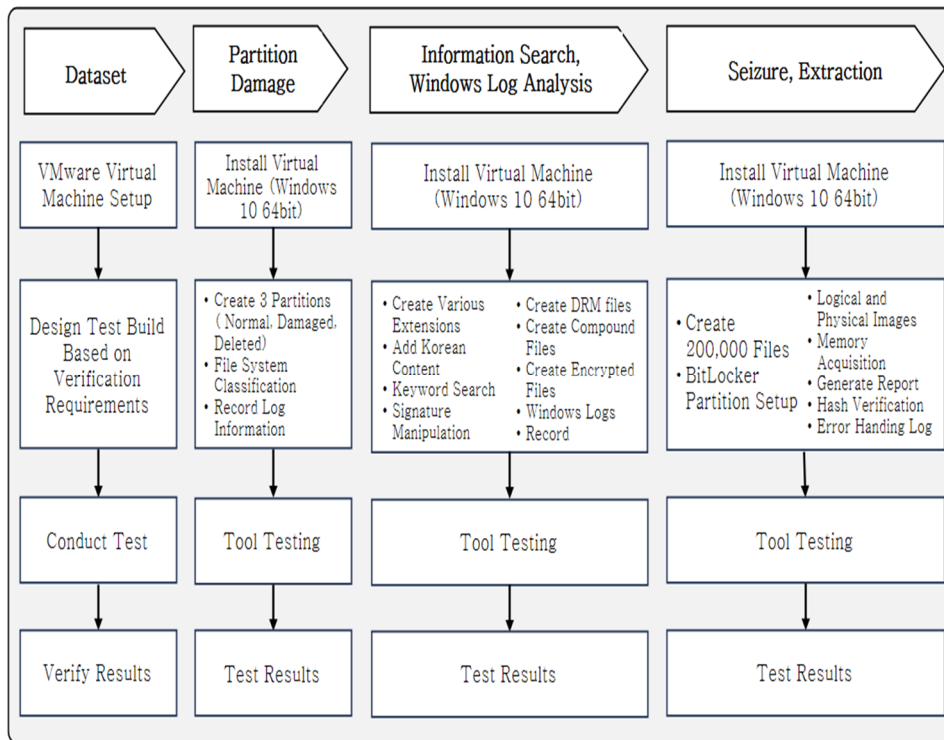 Dataset
Partition
Damage
Information Search,
Windows Log Analysis
Seizure, Extraction
VMware Virtual
Machine Setup
Install Virtual
Machine (Windows
10 64bit)
Install Virtual Machine
(Windows 10 64bit)
Install Virtual Machine
(Windows 10 64bit)
Design Test Build
Based on
Verification
Requirements
• Create 3 Partitions
( Normal, Damaged,
Deleted)
• File System
Classification
• Record Log
Information
• Create Various
Extensions
• Add Korean
Content
• Keyword Search
• Signature
Manipulation
• Create DRM files
• Create Compound
Files
• Create Encrypted
Files
• Windows Logs
• Record
• Create
200,000 Files
• BitLocker
Partition Setup
• Logical and
Physical Images
• Memory
Acquisition
• Generate Report
• Hash Verification
• Error Handing Log
Conduct Test
Tool Testing
Tool Testing
Tool Testing
Verify Results
Test Results
Test Results
Test Results